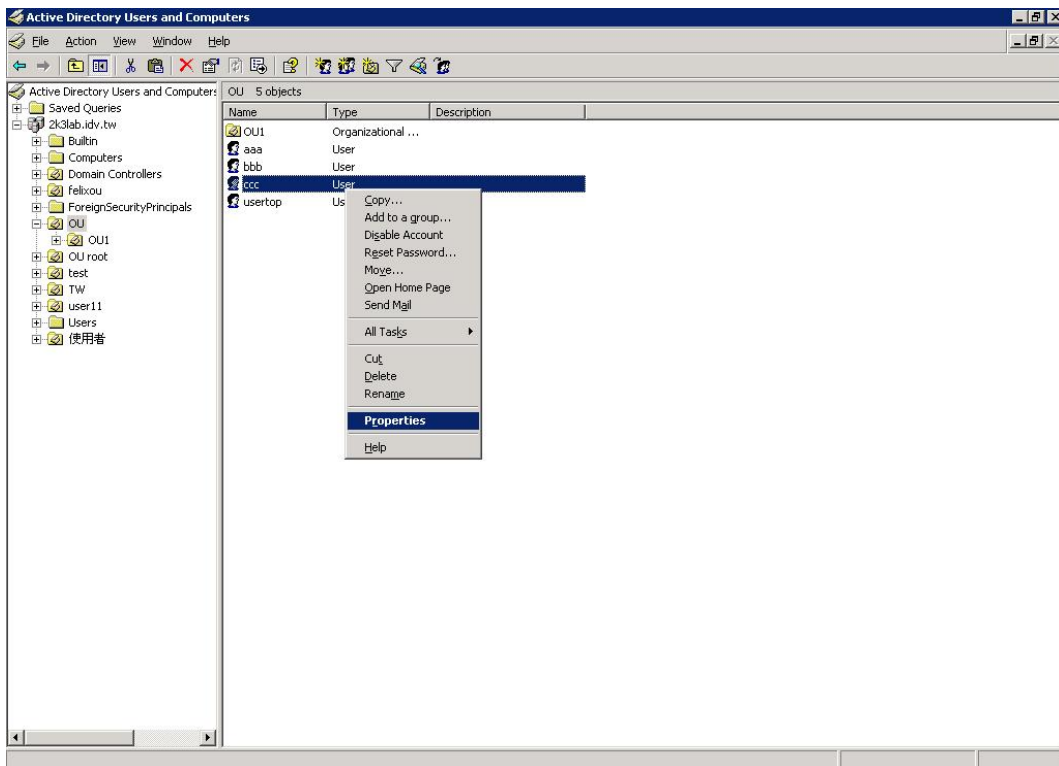 Active Directory Users and Computers
File Action View Window Help
Active Directory Users and Computers
Saved Queries
2k3lab.idv.tw
Builtin
Computers
Domain Controllers
felixou
ForeignSecurityPrincipals
OU
OU1
OU root
test
TW
user11
Users
使用者
OU 5 objects
Name Type Description
OU1 Organizational ...
aaa User
bbb User
ccc User
usertop Us
Copy...
Add to a group...
Disable Account
Reset Password...
Move...
Open Home Page
Send Mail
All Tasks
Cut
Delete
Rename
Properties
Help